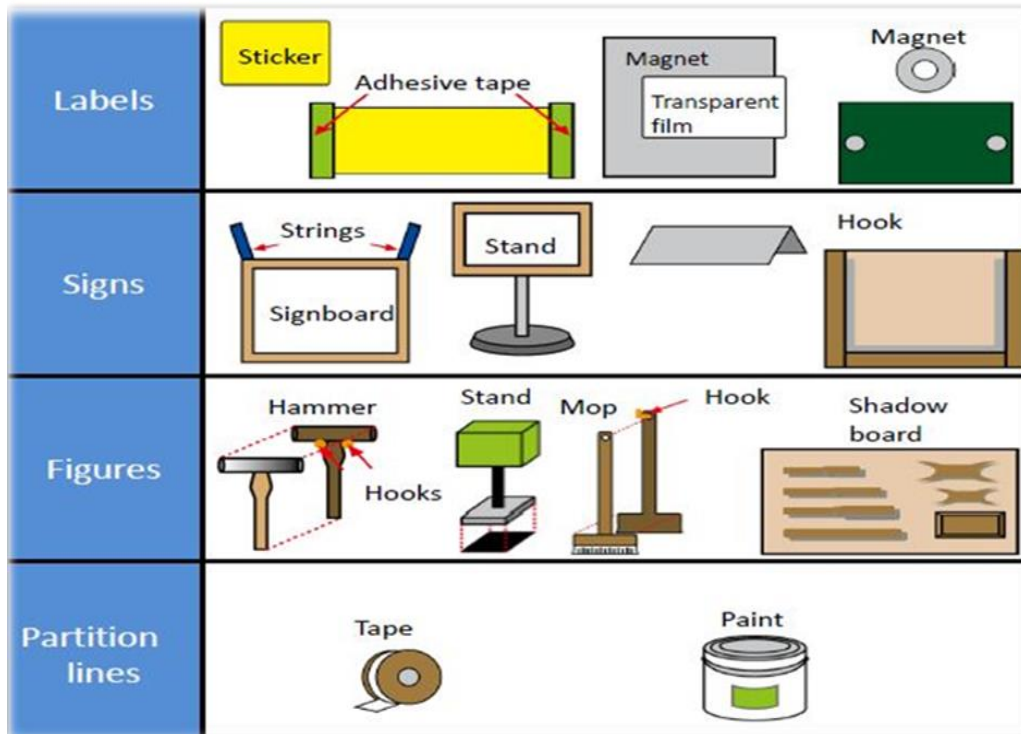 Labels
Sticker
Adhesive tape
Magnet
Transparent
film
Magnet
Signs
Strings
Signboard
Stand
Hook
Figures
Hammer
Hooks
Stand
Mop
Hook
Shadow
board
Partition
lines
Tape
Paint